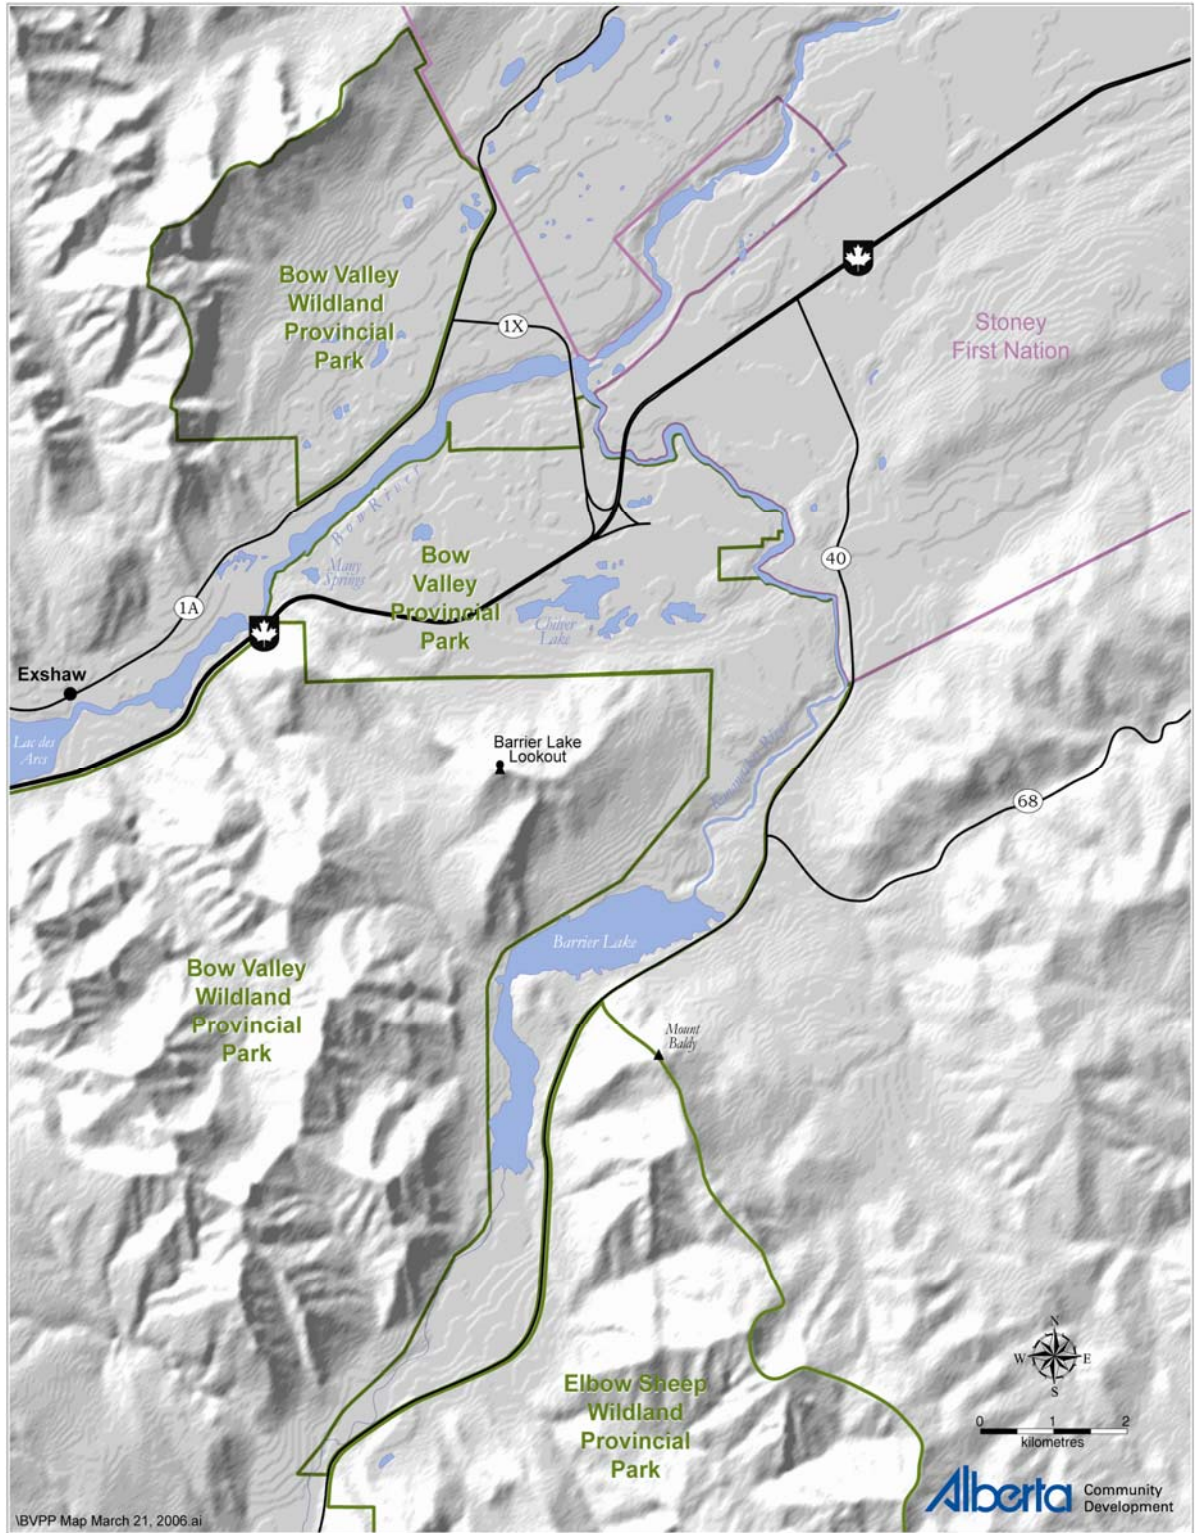 Bow Valley
Wildland
Provincial
Park
1X
Stoney
First Nation
Bow River
Bow
Valley
Provincial
Park
Many
Springs
40
1A
Chilver
Lake
Exshaw
Lac des
Arcs
Barrier Lake
Lookout
Kananaskis River
68
Barrier Lake
Bow Valley
Wildland
Provincial
Park
Mount
Baldy
N
W E
S
Elbow Sheep
Wildland
Provincial
Park
0 1 2
kilometres
Alberta
Community
Development
\BVPP Map March 21, 2006.ai